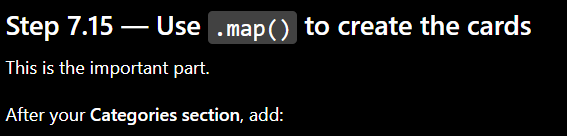 Step 7.15 — Use .map() to create the cards
This is the important part.
After your Categories section, add: